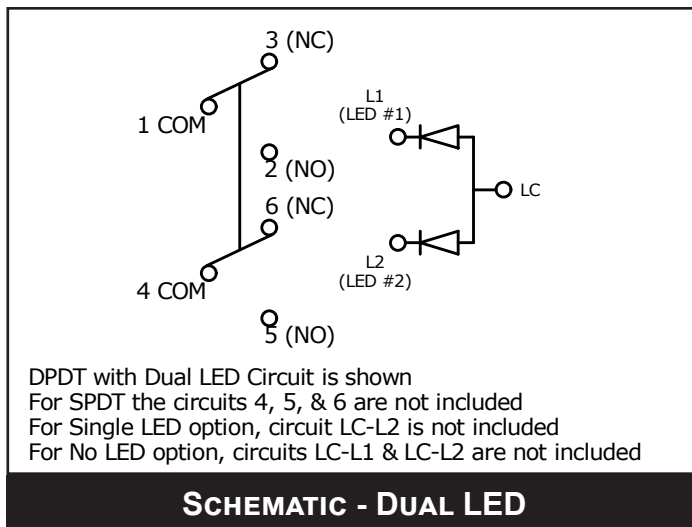 3 (NC)
1 COM
2 (NO)
6 (NC)
4 COM
5 (NO)
L1
(LED #1)
LC
L2
(LED #2)
DPDT with Dual LED Circuit is shown
For SPDT the circuits 4, 5, & 6 are not included
For Single LED option, circuit LC-L2 is not included
For No LED option, circuits LC-L1 & LC-L2 are not included
SCHEMATIC - DUAL LED